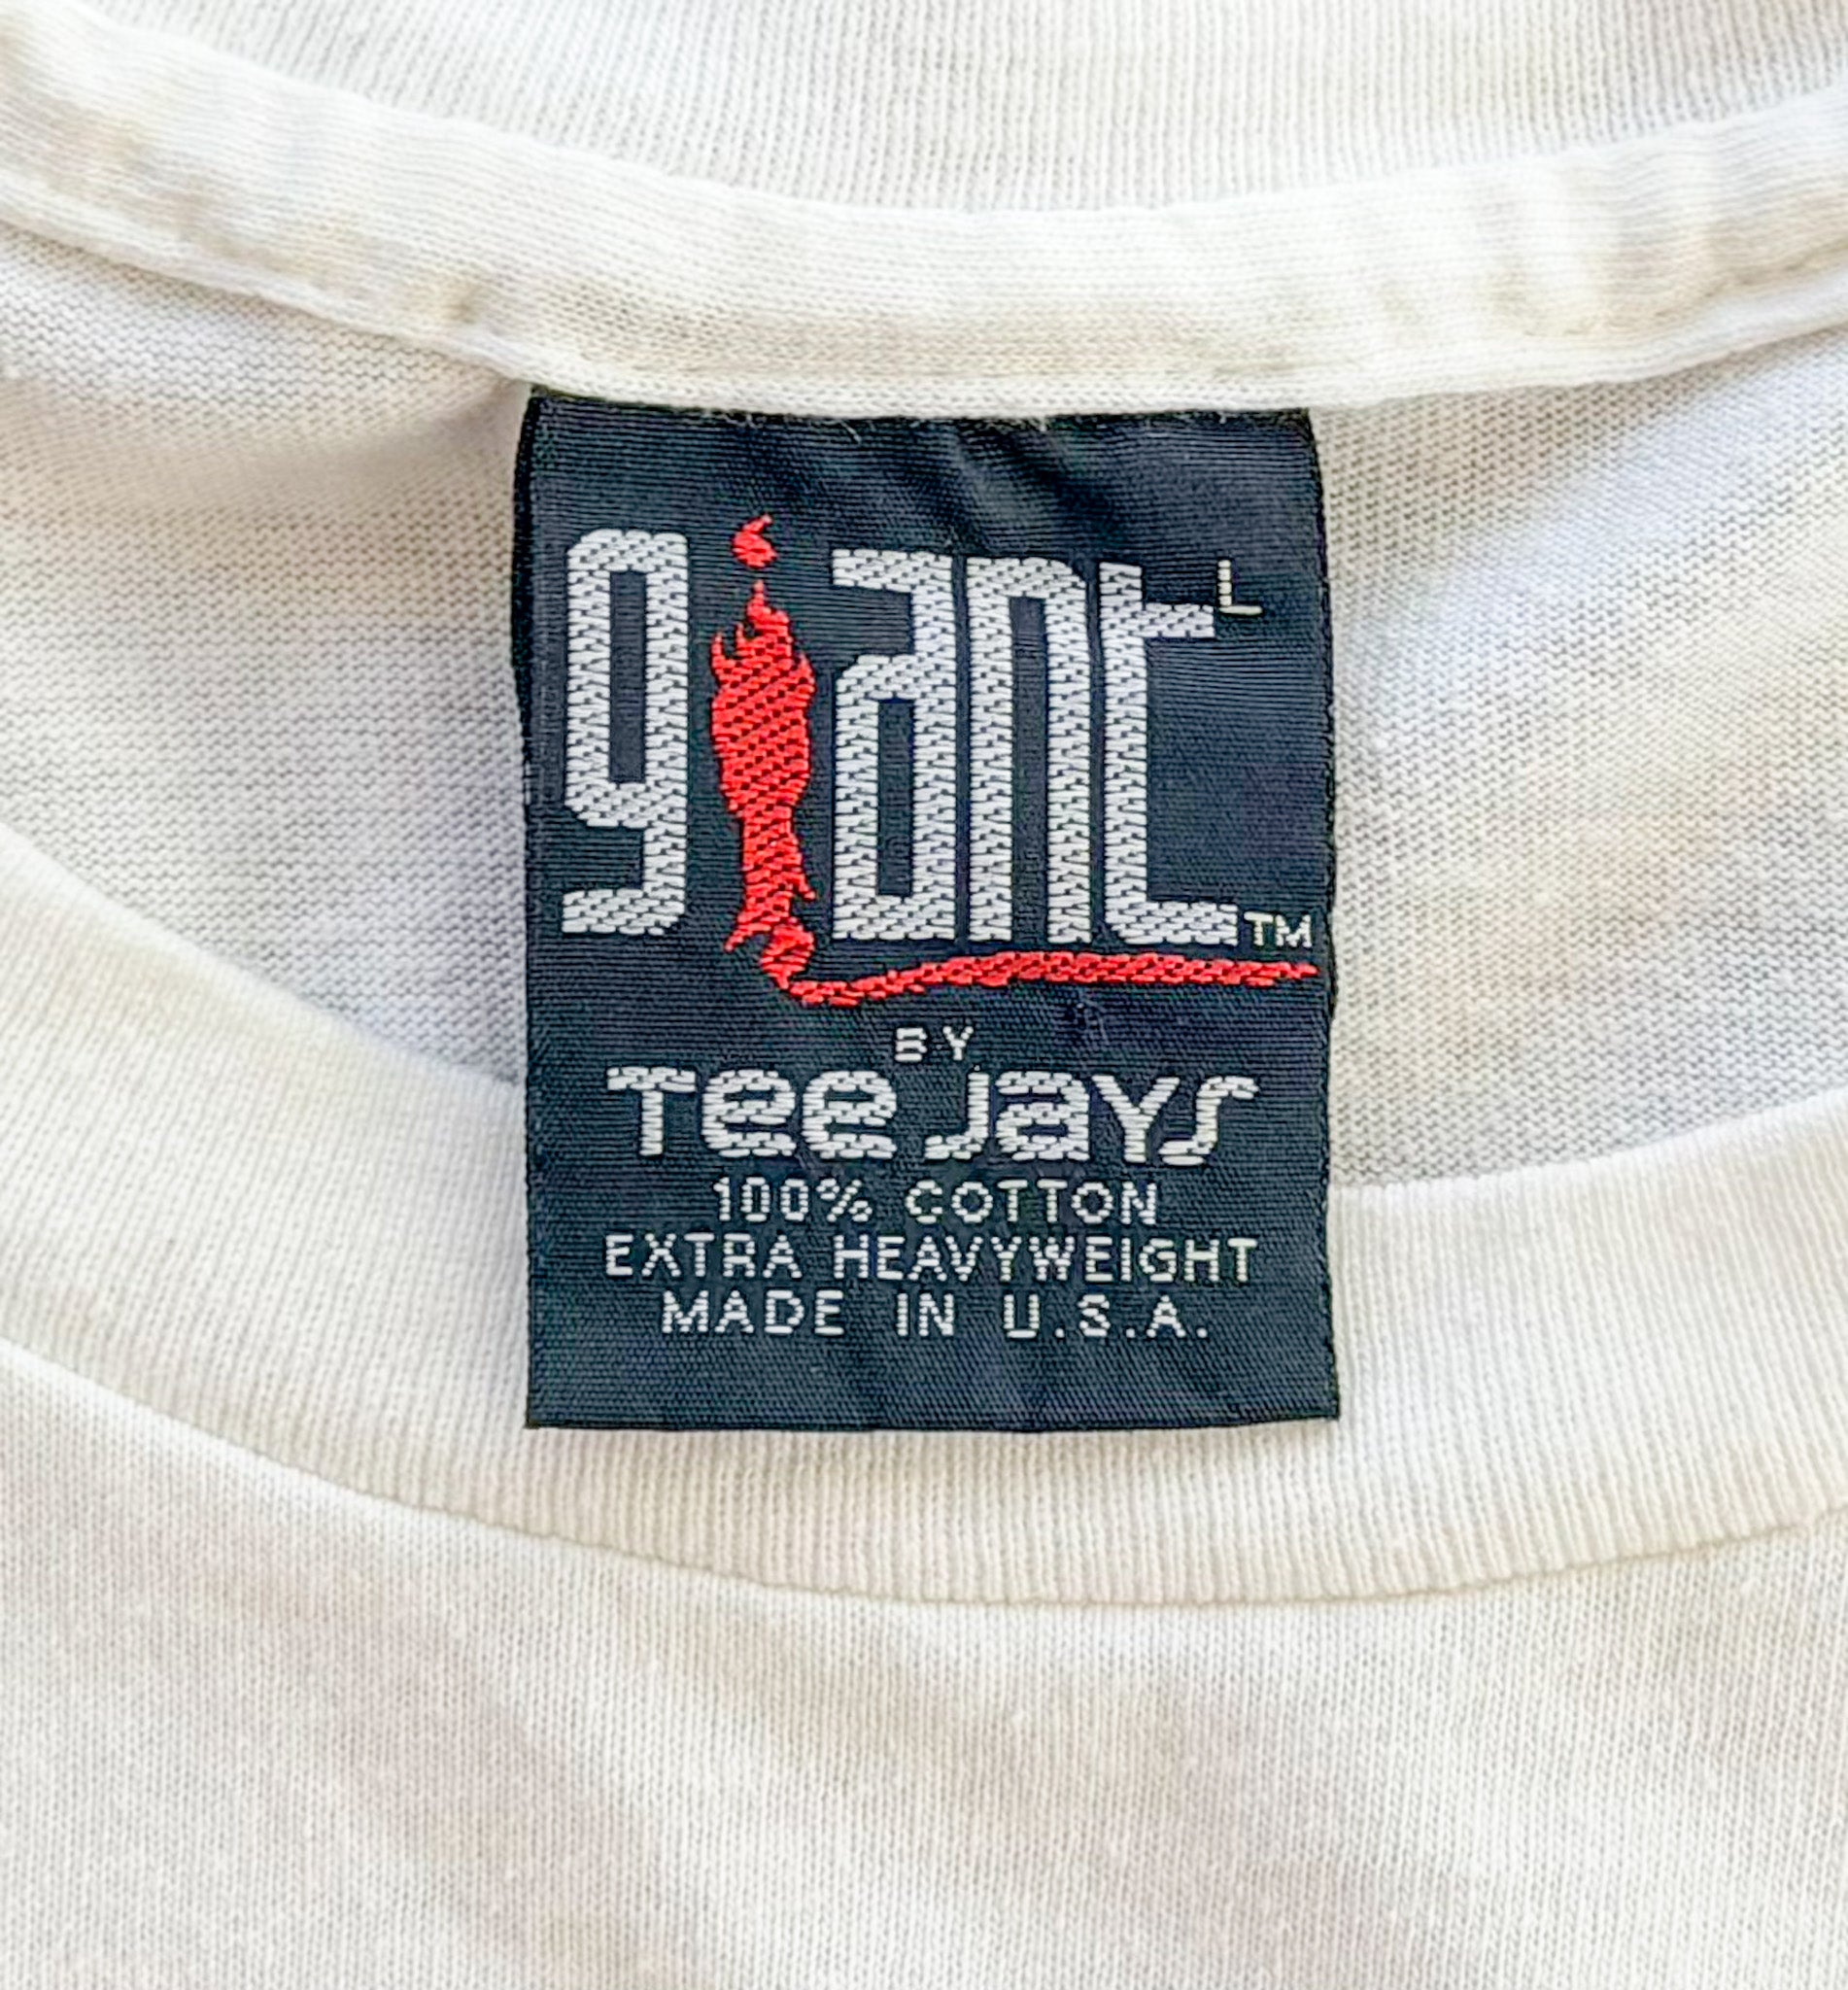 giant L
TM
BY
Tee Jays
100% COTTON
EXTRA HEAVYWEIGHT
MADE IN U.S.A.